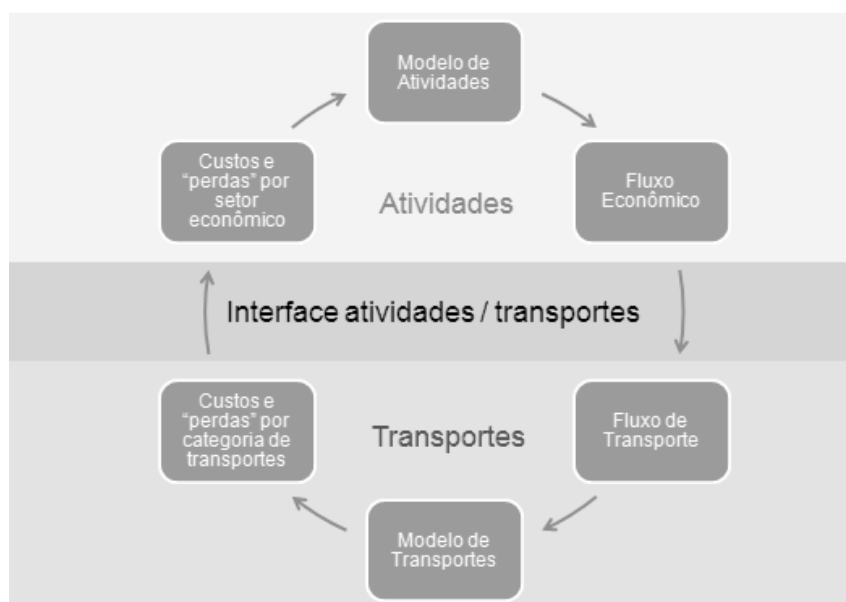 Modelo de
Atividades
Custos e
“perdas” por
setor
econômico
Atividades
Fluxo
Econômico
Interface atividades / transportes
Custos e
“perdas” por
categoria de
transportes
Transportes
Fluxo de
Transporte
Modelo de
Transportes